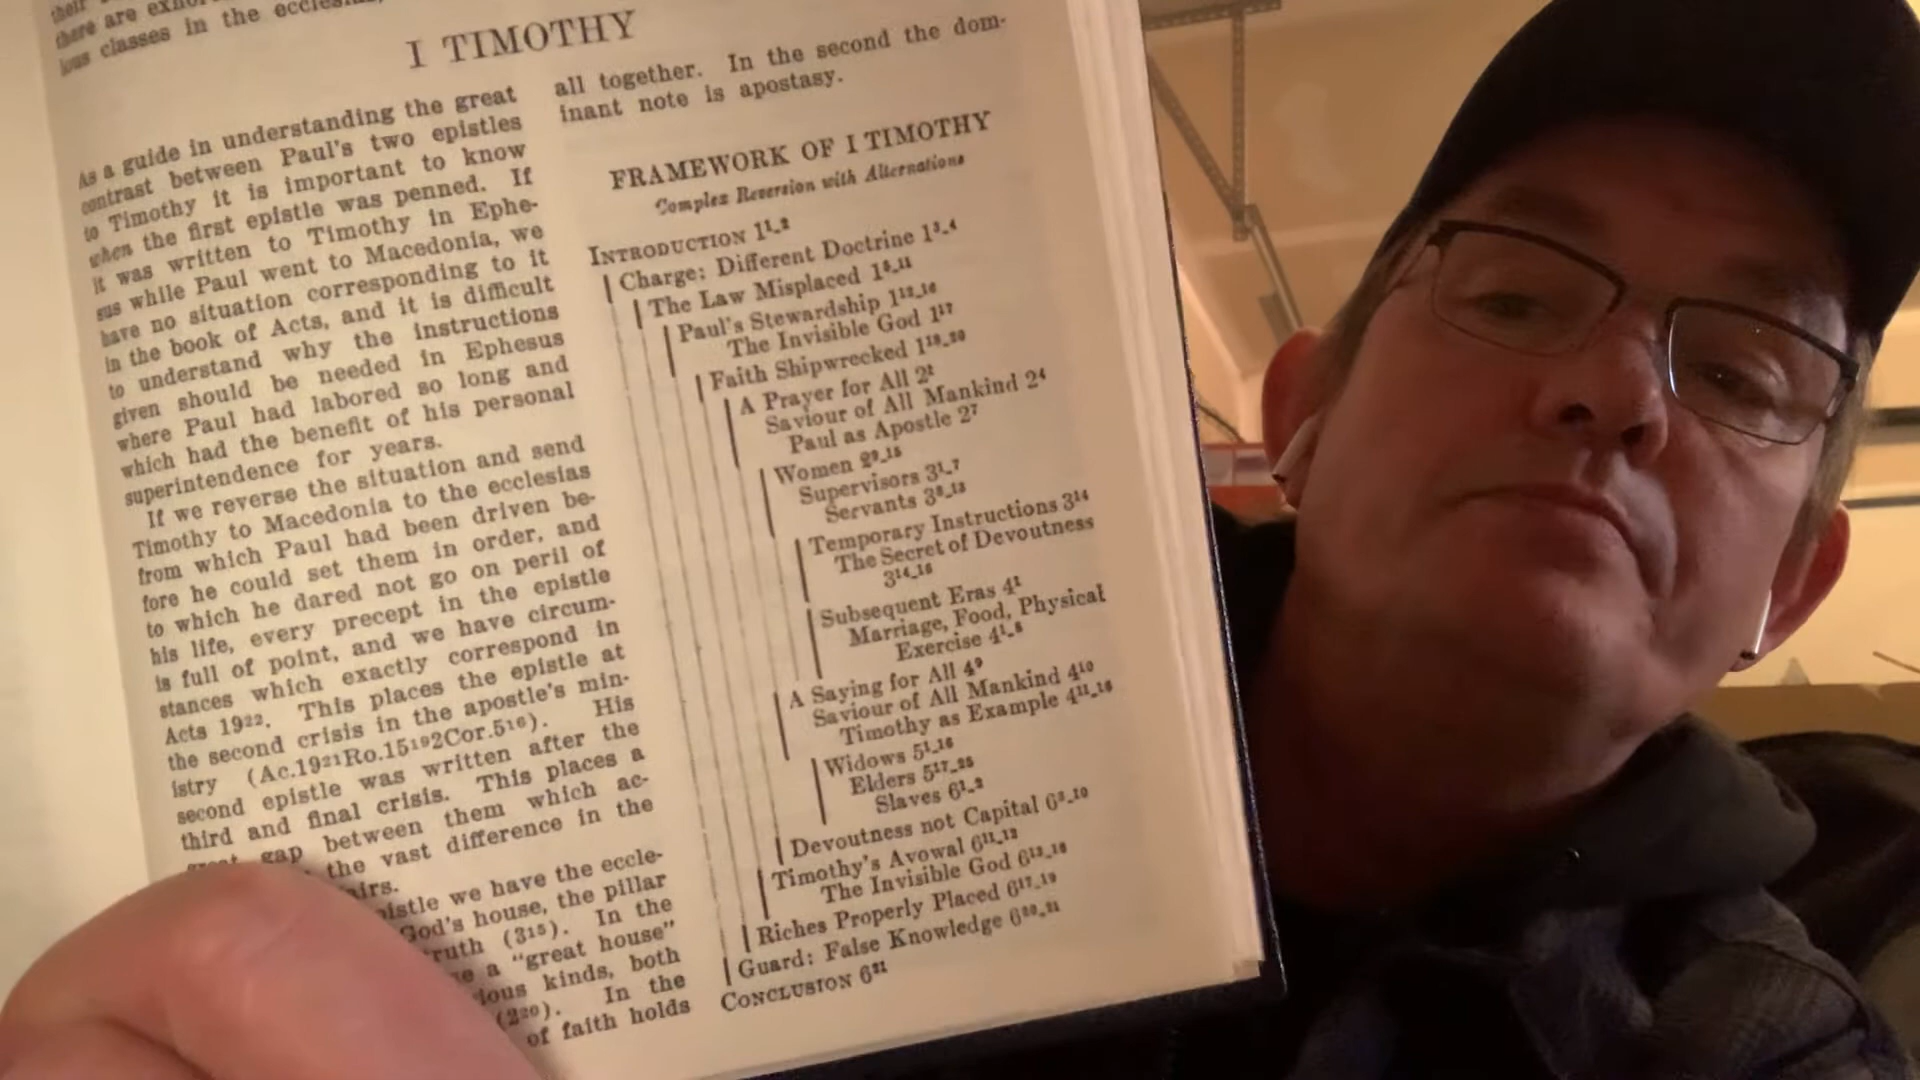 their
there are
ious classes in the
I TIMOTHY
As a guide in understanding the great
contrast between Paul's two epistles
to Timothy it is important to know
when the first epistle was penned. If
it was written to Timothy in Ephe-
sus while Paul went to Macedonia, we
have no situation corresponding to it
in the book of Acts, and it is difficult
to understand why the instructions
given should be needed in Ephesus
where Paul had labored so long and
which had the benefit of his personal
superintendence for years.
If we reverse the situation and send
Timothy to Macedonia to the ecclesias
from which Paul had been driven be-
fore he could set them in order, and
to which he dared not go on peril of
his life, every precept in the epistle
is full of point, and we have circum-
stances which exactly correspond in
Acts 19²². This places the epistle at
the second crisis in the apostle's min-
istry (Ac.19²¹Ro.15¹⁹2Cor.5¹⁶). His
second epistle was written after the
third and final crisis. This places a
great gap between them which ac-
the vast difference in the
airs.
epistle we have the eccle-
God's house, the pillar
truth (3¹⁵). In the
a "great house"
ious kinds, both
(2²⁰). In the
of faith holds
all together. In the second the dom-
inant note is apostasy.
FRAMEWORK OF I TIMOTHY
Complex Reversion with Alternations
INTRODUCTION 1¹₋²
Charge: Different Doctrine 1³₋⁴
The Law Misplaced 1⁵₋¹¹
Paul's Stewardship 1¹²₋¹⁶
The Invisible God 1¹⁷
Faith Shipwrecked 1¹⁸₋²⁰
A Prayer for All 2¹
Saviour of All Mankind 2⁴
Paul as Apostle 2⁷
Women 2⁹₋¹⁵
Supervisors 3¹₋⁷
Servants 3⁸₋¹³
Temporary Instructions 3¹⁴
The Secret of Devoutness
3¹⁴₋¹⁶
Subsequent Eras 4¹
Marriage, Food, Physical
Exercise 4¹₋⁸
A Saying for All 4⁹
Saviour of All Mankind 4¹⁰
Timothy as Example 4¹¹₋¹⁶
Widows 5¹₋¹⁶
Elders 5¹⁷₋²⁵
Slaves 6¹₋²
Devoutness not Capital 6³₋¹⁰
Timothy's Avowal 6¹¹₋¹²
The Invisible God 6¹³₋¹⁶
Riches Properly Placed 6¹⁷₋¹⁹
Guard: False Knowledge 6²⁰₋²¹
CONCLUSION 6²¹